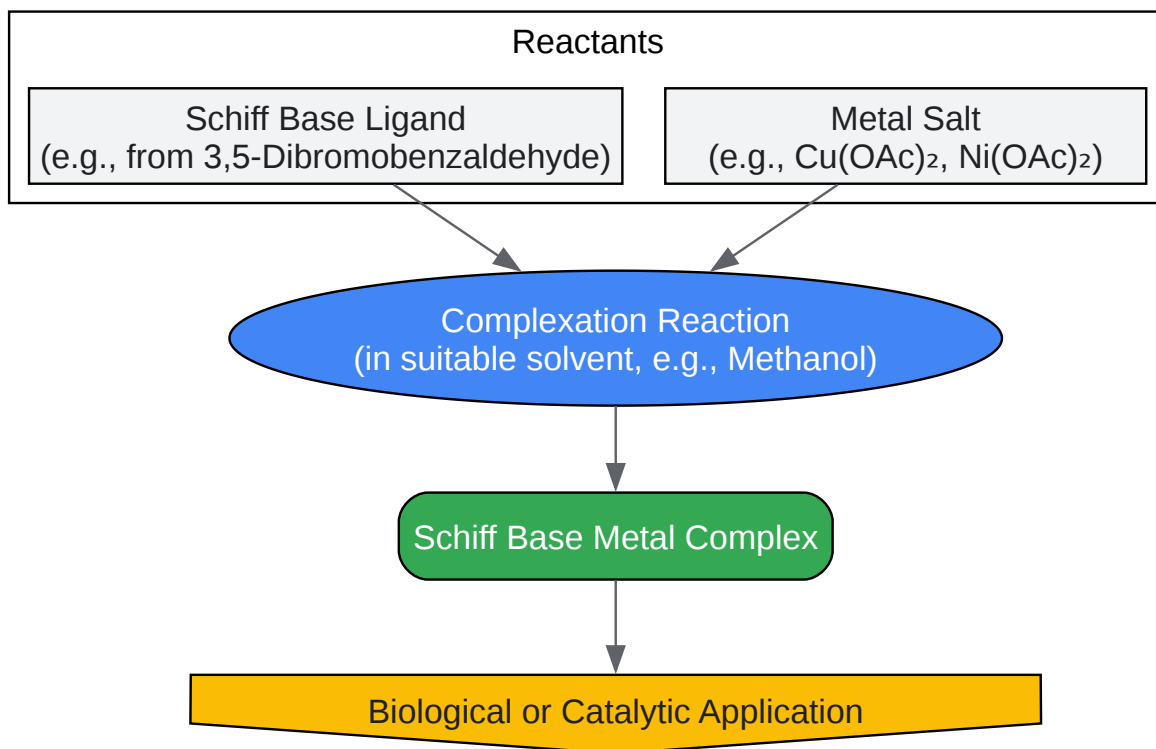 Reactants
Schiff Base Ligand
(e.g., from 3,5-Dibromobenzaldehyde)
Metal Salt
(e.g., Cu(OAc)₂, Ni(OAc)₂)
Complexation Reaction
(in suitable solvent, e.g., Methanol)
Schiff Base Metal Complex
Biological or Catalytic Application